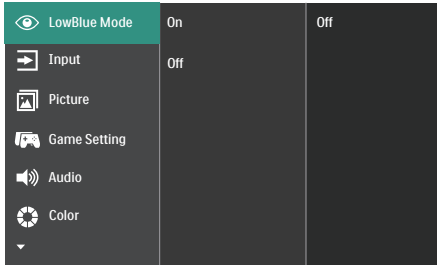 LowBlue Mode
On
Off
Input
Off
Picture
Game Setting
Audio
Color